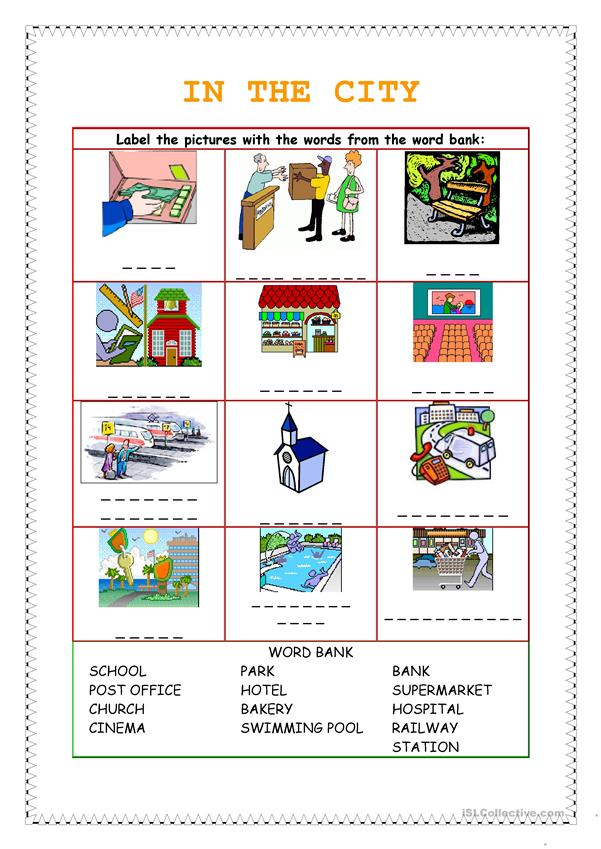 IN THE CITY
Label the pictures with the words from the word bank:
WORD BANK
SCHOOL PARK BANK
POST OFFICE HOTEL SUPERMARKET
CHURCH BAKERY HOSPITAL
CINEMA SWIMMING POOL RAILWAY
STATION
iSLCollective.com